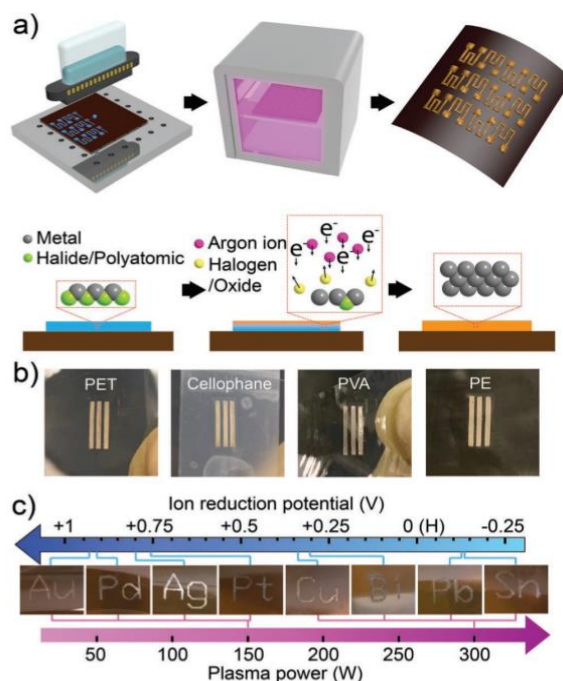 a)
e⁻ e⁻
Metal
Halide/Polyatomic
Argon ion
Halogen
/Oxide
e⁻ e⁻
b)
PET Cellophane PVA PE
c)
Ion reduction potential (V)
+1 +0.75 +0.5 +0.25 0 (H) -0.25
Au Pd Ag Pt Cu Bi Pb Sn
50 100 150 200 250 300
Plasma power (W)